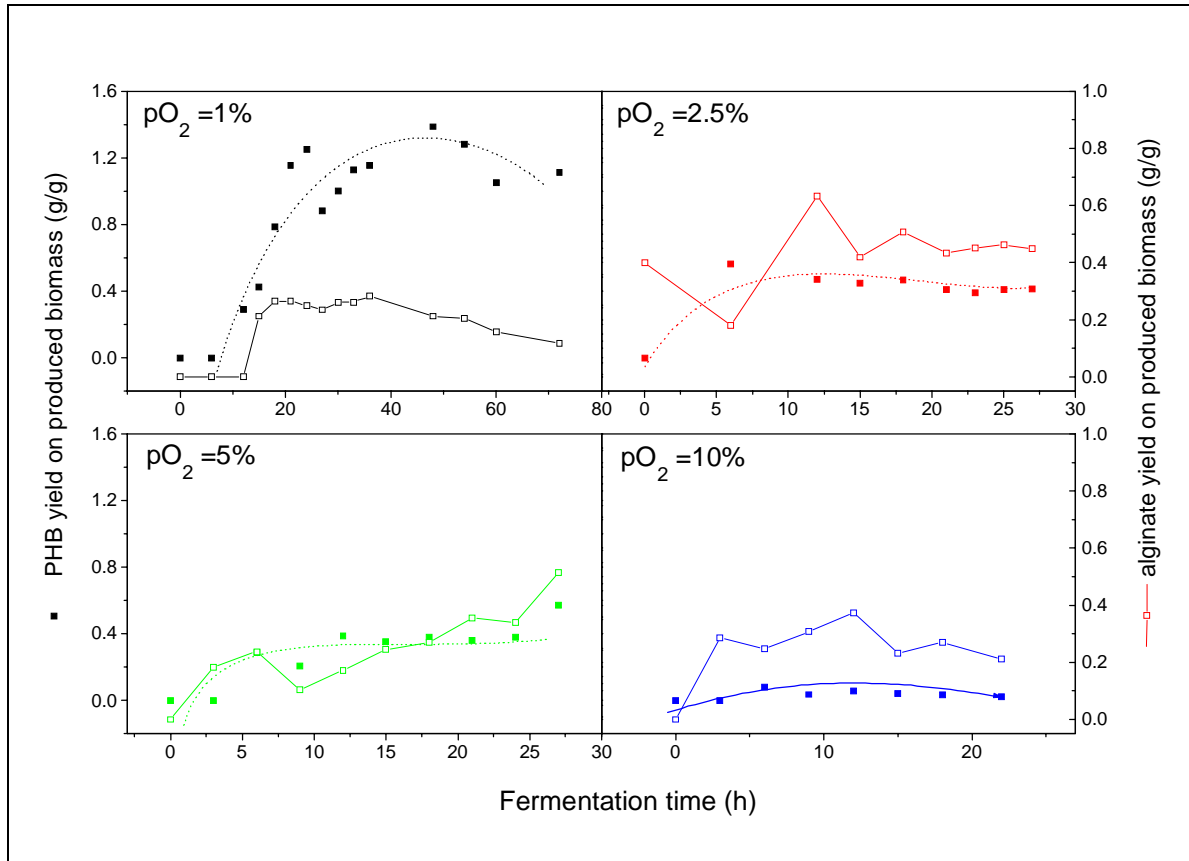 pO2 =1%
pO2 =2.5%
1.6
1.2
0.8
0.4
0.0
1.0
0.8
0.6
0.4
0.2
0.0
0 20 40 60 80
0 5 10 15 20 25 30
pO2 =5%
pO2 =10%
1.6
1.2
0.8
0.4
0.0
1.0
0.8
0.6
0.4
0.2
0.0
0 5 10 15 20 25 30
0 10 20
PHB yield on produced biomass (g/g)
alginate yield on produced biomass (g/g)
Fermentation time (h)